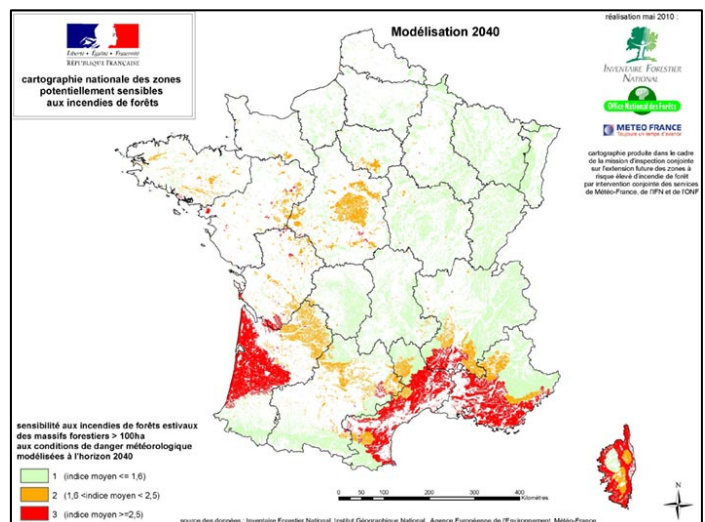 Modélisation 2040
Liberté • Égalité • Fraternité
RÉPUBLIQUE FRANÇAISE
cartographie nationale des zones
potentiellement sensibles
aux incendies de forêts
réalisation mai 2010 :
INVENTAIRE FORESTIER
NATIONAL
Office National des Forêts
METEO FRANCE
Toujours un temps d'avance
cartographie produite dans le cadre
de la mission d'inspection conjointe
sur l'extension future des zones à
risque élevé d'incendie de forêt
par intervention conjointe des services
de Météo-France, de l'IFN et de l'ONF
sensibilité aux incendies de forêts estivaux
des massifs forestiers > 100ha
aux conditions de danger météorologique
modélisées à l'horizon 2040
1 (indice moyen <= 1,6)
2 (1,6 <indice moyen < 2,5)
3 (indice moyen >=2,5)
0 50 100 200 300 400
Kilomètres
N
source des données : Inventaire Forestier National, Institut Géographique National, Agence Européenne de l'Environnement, Météo-France